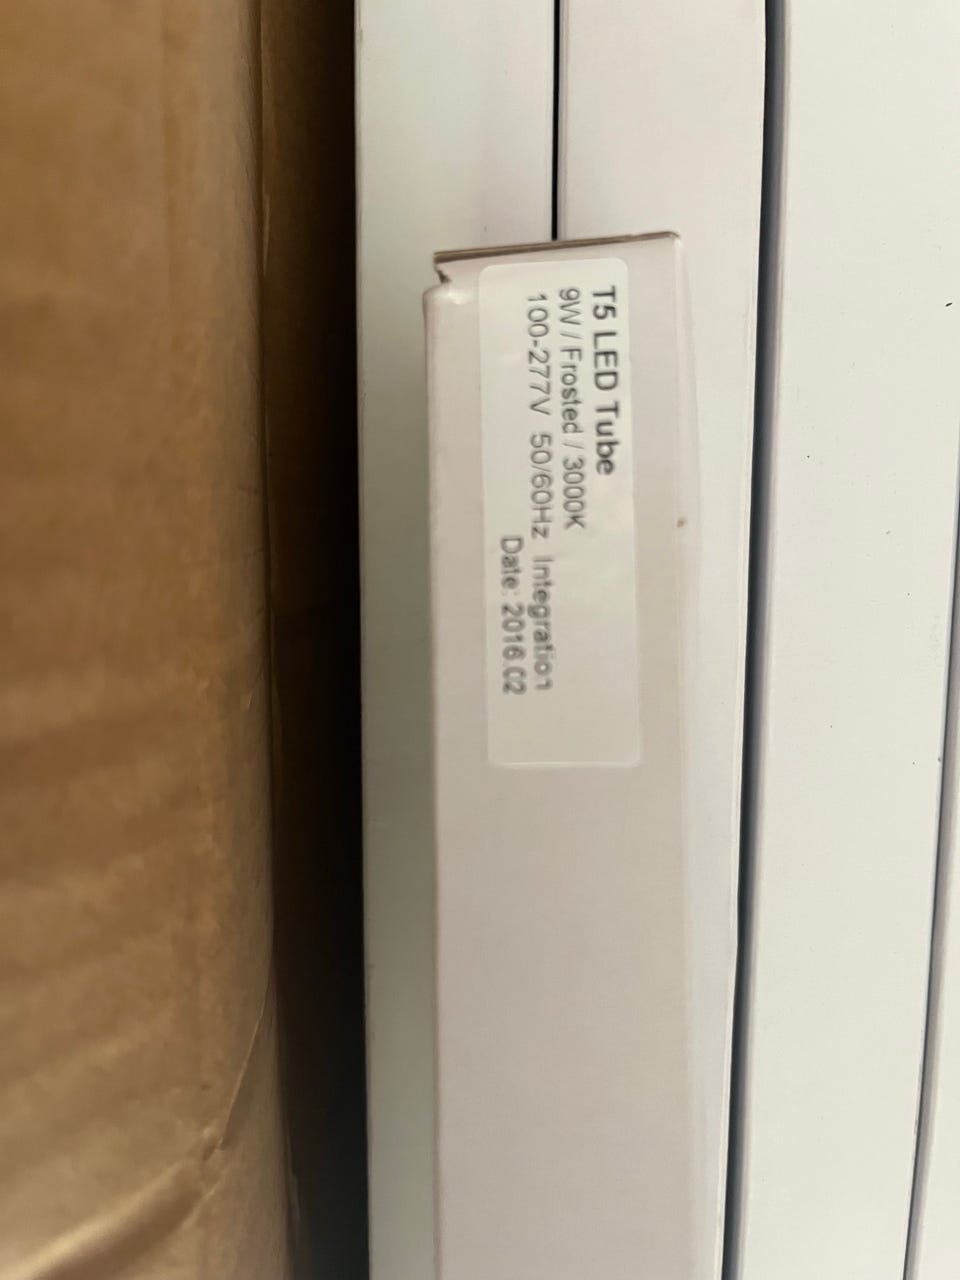 T5 LED Tube
9W / Frosted / 3000K
100-277V 50/60Hz Integration
Date: 2016.02